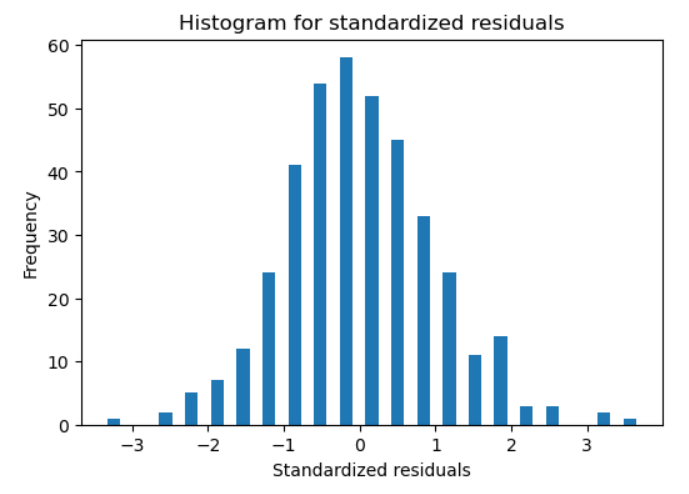 Histogram for standardized residuals
60
50
40
30
20
10
0
Frequency
−3 −2 −1 0 1 2 3
Standardized residuals